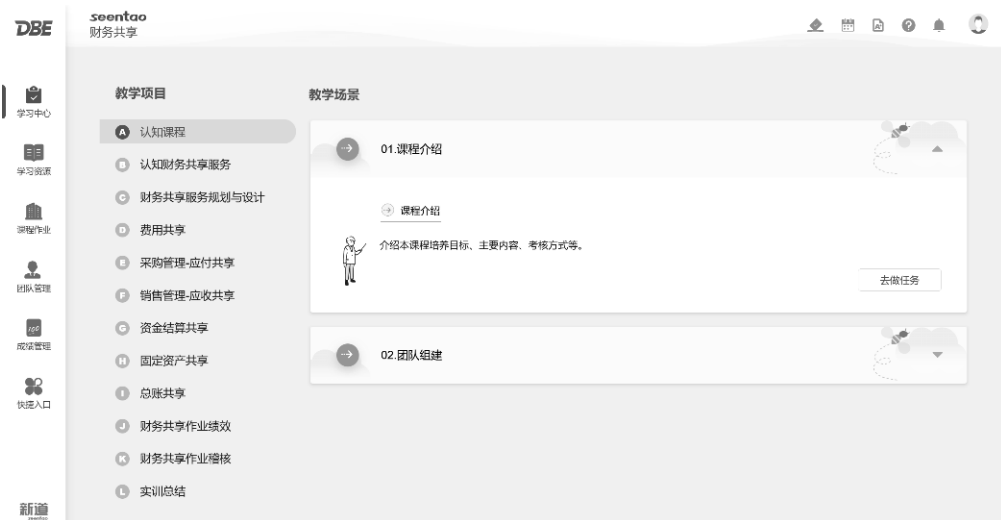 DBE
seentao
财务共享
学习中心
学习资源
课程作业
团队管理
100
成绩管理
快捷入口
新道
seentao
教学项目
A 认知课程
B 认知财务共享服务
C 财务共享服务规划与设计
D 费用共享
E 采购管理-应付共享
F 销售管理-应收共享
G 资金结算共享
H 固定资产共享
I 总账共享
J 财务共享作业绩效
K 财务共享作业稽核
L 实训总结
教学场景
01.课程介绍
课程介绍
介绍本课程培养目标、主要内容、考核方式等。
去做任务
02.团队组建